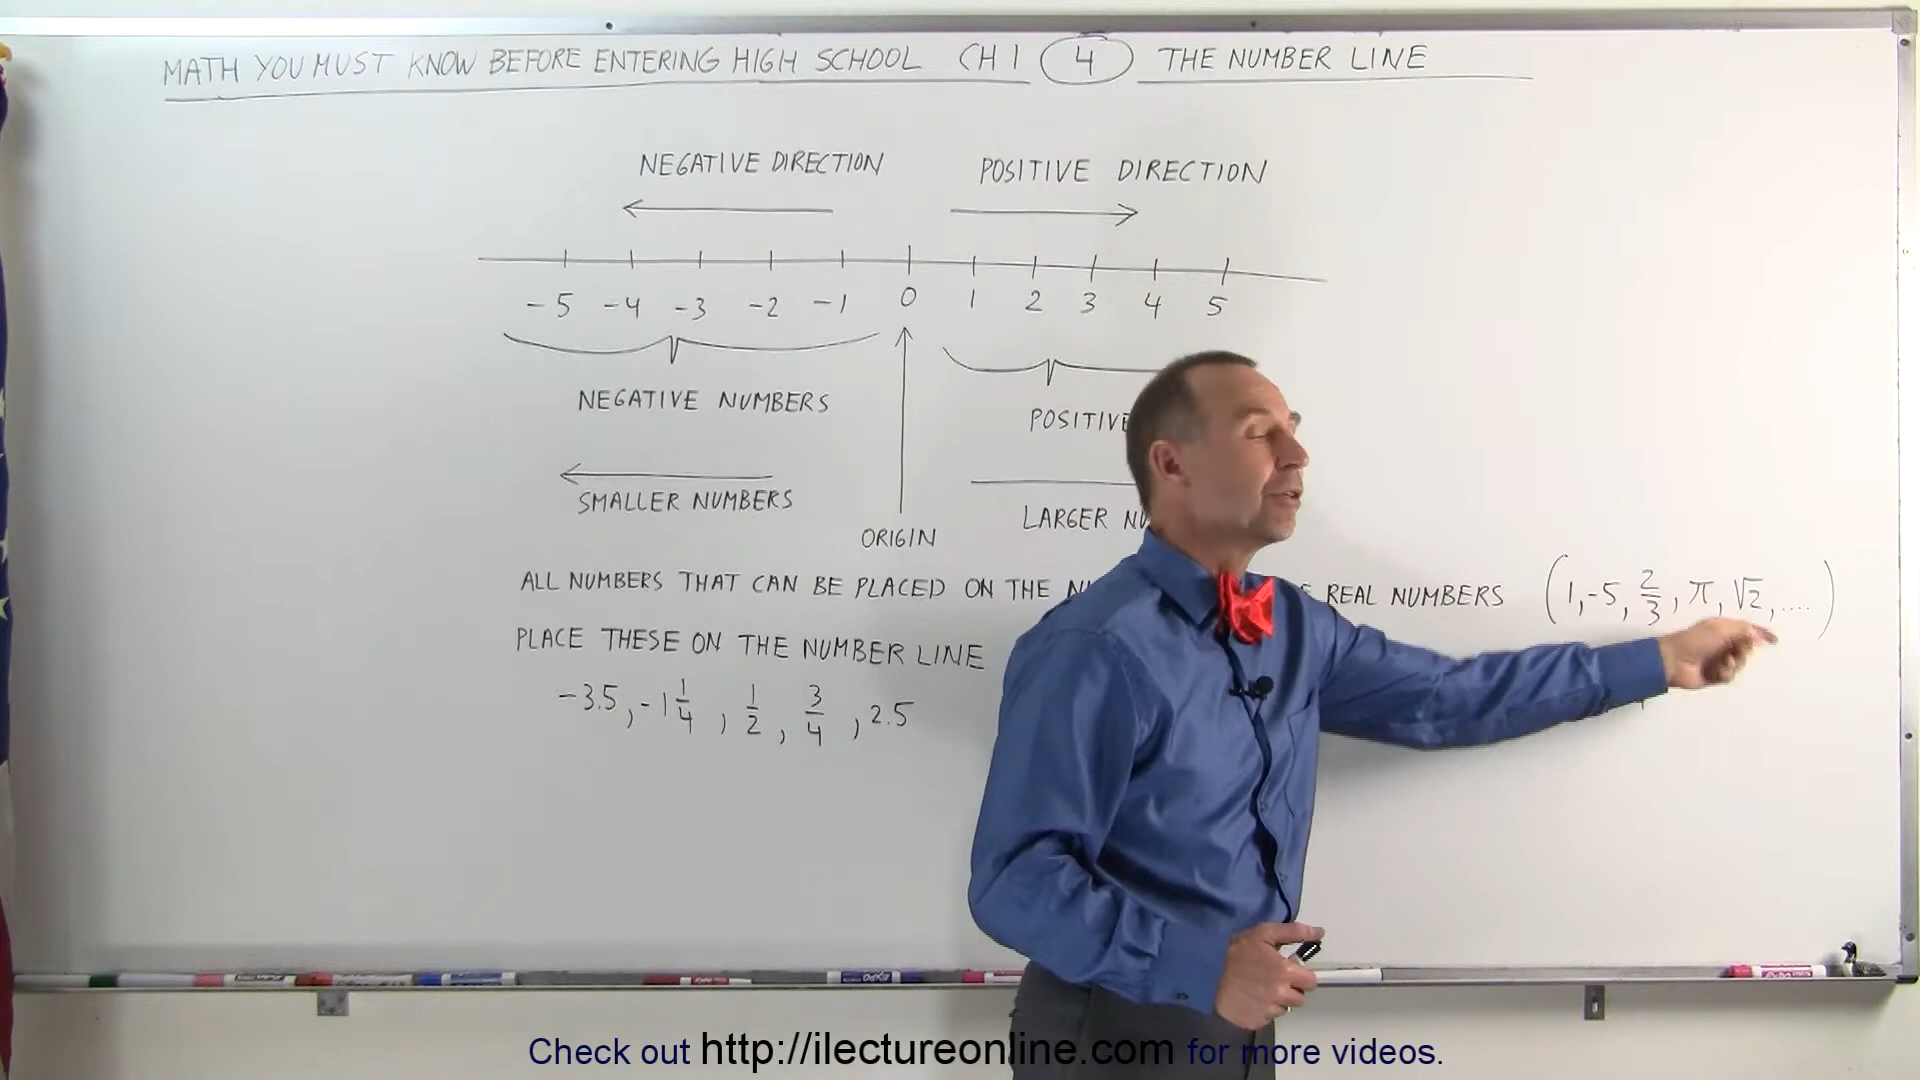 MATH YOU MUST KNOW BEFORE ENTERING HIGH SCHOOL CH 1 4 THE NUMBER LINE
NEGATIVE DIRECTION POSITIVE DIRECTION
-5 -4 -3 -2 -1 0 1 2 3 4 5
NEGATIVE NUMBERS POSITIVE
SMALLER NUMBERS LARGER
ORIGIN
ALL NUMBERS THAT CAN BE PLACED ON THE REAL NUMBERS (1, -5, 2/3, π, √2, ....)
PLACE THESE ON THE NUMBER LINE
-3.5, -1 1/4, 1/2, 3/4, 2.5
EXPO
Check out http://ilectureonline.com for more videos.